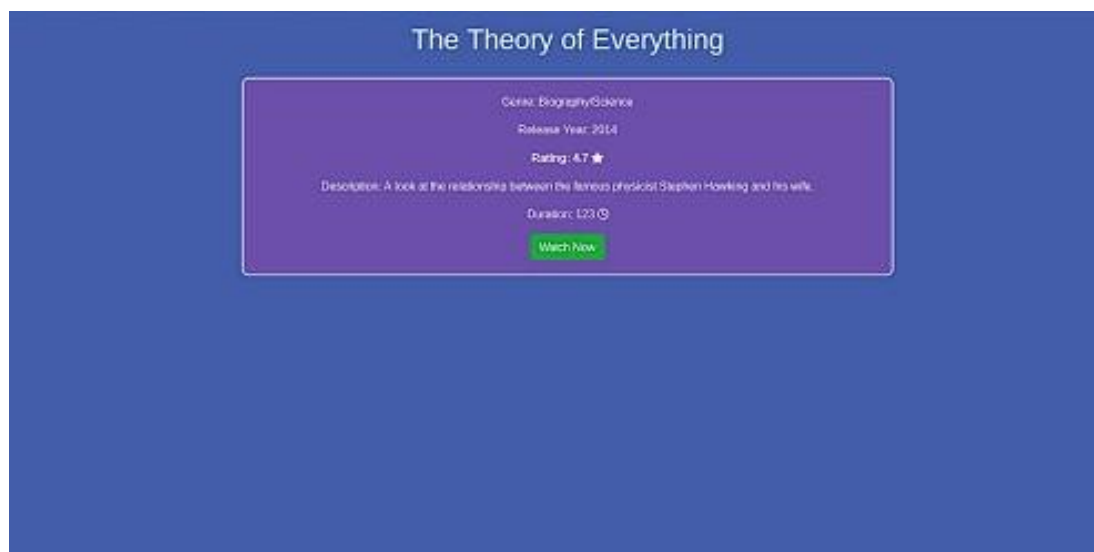 The Theory of Everything
Genre: Biography/Science
Release Year: 2014
Rating: 4.7
Description: A look at the relationship between the famous physicist Stephen Hawking and his wife.
Duration: 123
Watch Now